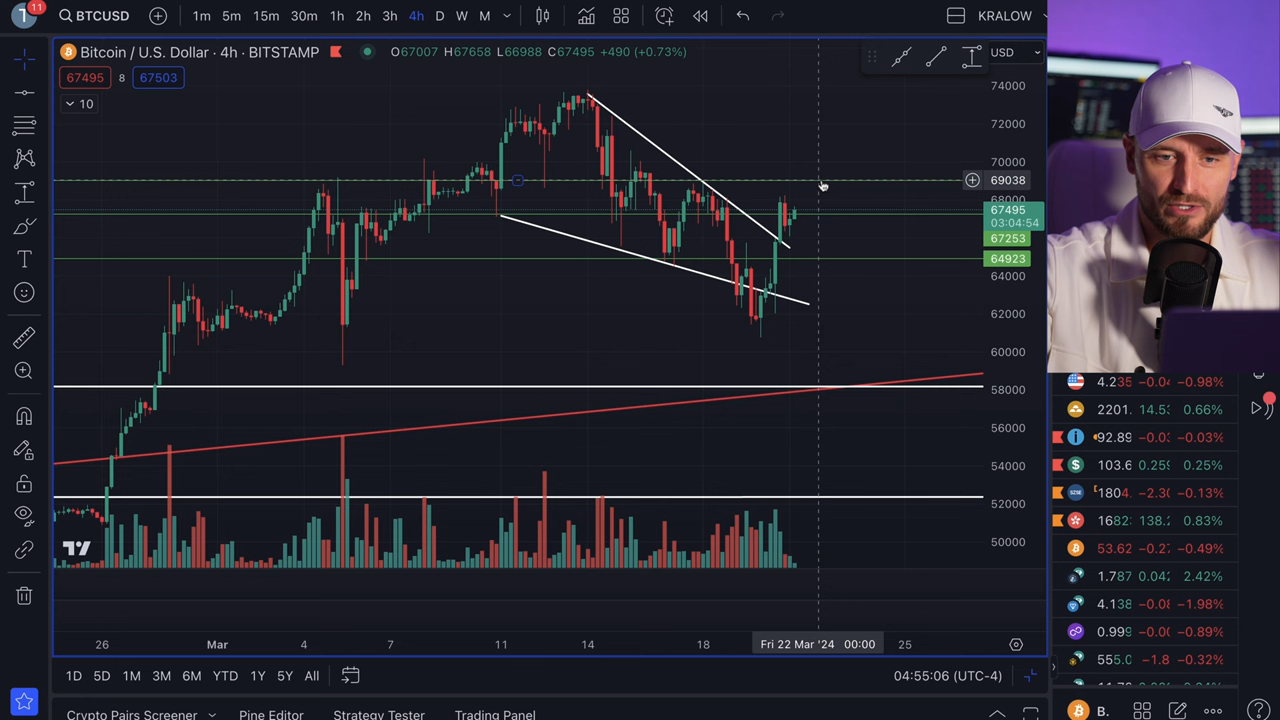 1 11 BTCUSD 1m 5m 15m 30m 1h 2h 3h 4h D W M KRALOW
Bitcoin / U.S. Dollar · 4h · BITSTAMP O67007 H67658 L66988 C67495 +490 (+0.73%) USD
67495 8 67503
10
74000
72000
70000
69038
68000
67495
03:04:54
67253
64923
64000
62000
60000
58000
56000
54000
52000
50000
26 Mar 4 7 11 14 18 Fri 22 Mar '24 00:00 25
1D 5D 1M 3M 6M YTD 1Y 5Y All 04:55:06 (UTC-4)
Crypto Pairs Screener Pine Editor Strategy Tester Trading Panel
4.235 −0.04 −0.98%
2201. 14.53 0.66%
92.89 −0.03 −0.03%
103.6 0.259 0.25%
1804. −2.30 −0.13%
1682 138.2 0.83%
53.62 −0.27 −0.49%
1.787 0.042 2.42%
4.138 −0.08 −1.98%
0.999 −0.00 −0.89%
555.0 −1.8 −0.32%
B.